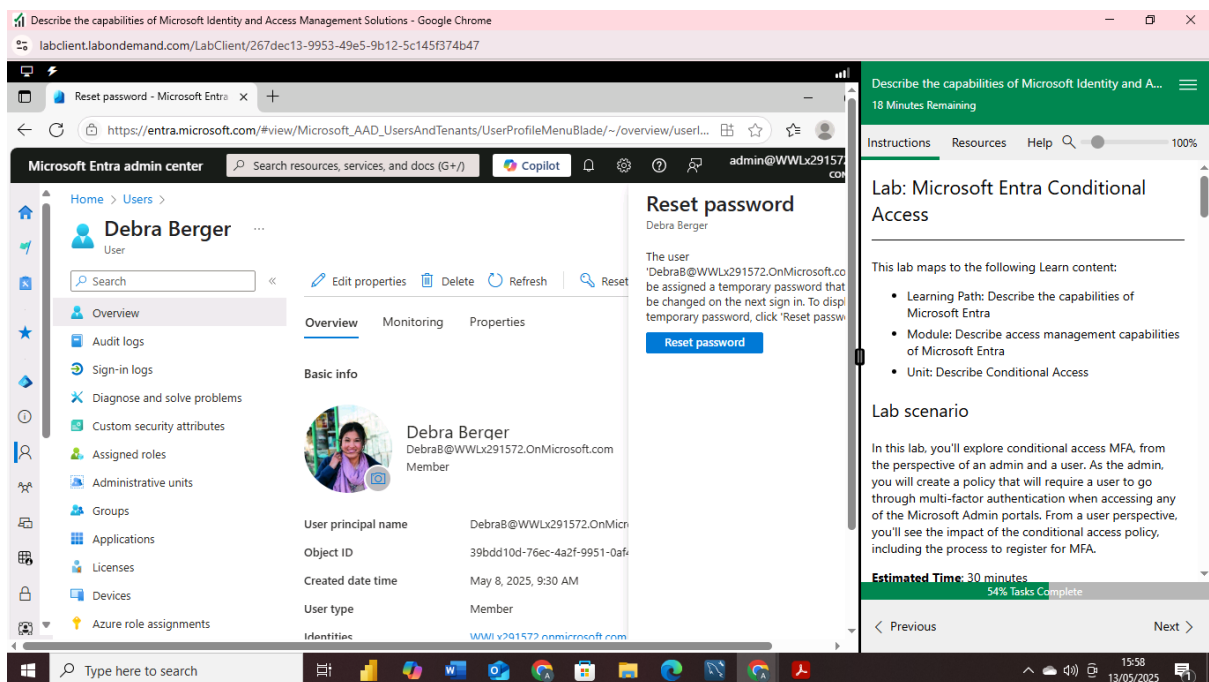 Describe the capabilities of Microsoft Identity and Access Management Solutions - Google Chrome
labclient.labondemand.com/LabClient/267dec13-9953-49e5-9b12-5c145f374b47
Reset password - Microsoft Entra
https://entra.microsoft.com/#view/Microsoft_AAD_UsersAndTenants/UserProfileMenuBlade/~/overview/userI...
Microsoft Entra admin center
Search resources, services, and docs (G+/)
Copilot
admin@WWLx291572
CON
Home > Users >
Debra Berger ...
User
Search
Overview
Audit logs
Sign-in logs
Diagnose and solve problems
Custom security attributes
Assigned roles
Administrative units
Groups
Applications
Licenses
Devices
Azure role assignments
Edit properties
Delete
Refresh
Reset
Overview
Monitoring
Properties
Basic info
Debra Berger
DebraB@WWLx291572.OnMicrosoft.com
Member
User principal name DebraB@WWLx291572.OnMicr
Object ID 39bdd10d-76ec-4a2f-9951-0af4
Created date time May 8, 2025, 9:30 AM
User type Member
Identities WWLx291572.onmicrosoft.com
Reset password
Debra Berger
The user
'DebraB@WWLx291572.OnMicrosoft.co
be assigned a temporary password that
be changed on the next sign in. To displ
temporary password, click 'Reset passw
Reset password
Describe the capabilities of Microsoft Identity and A...
18 Minutes Remaining
Instructions
Resources
Help
100%
Lab: Microsoft Entra Conditional
Access
This lab maps to the following Learn content:
• Learning Path: Describe the capabilities of
Microsoft Entra
• Module: Describe access management capabilities
of Microsoft Entra
• Unit: Describe Conditional Access
Lab scenario
In this lab, you'll explore conditional access MFA, from
the perspective of an admin and a user. As the admin,
you will create a policy that will require a user to go
through multi-factor authentication when accessing any
of the Microsoft Admin portals. From a user perspective,
you'll see the impact of the conditional access policy,
including the process to register for MFA.
Estimated Time: 30 minutes
54% Tasks Complete
< Previous
Next >
Type here to search
15:58
13/05/2025
1